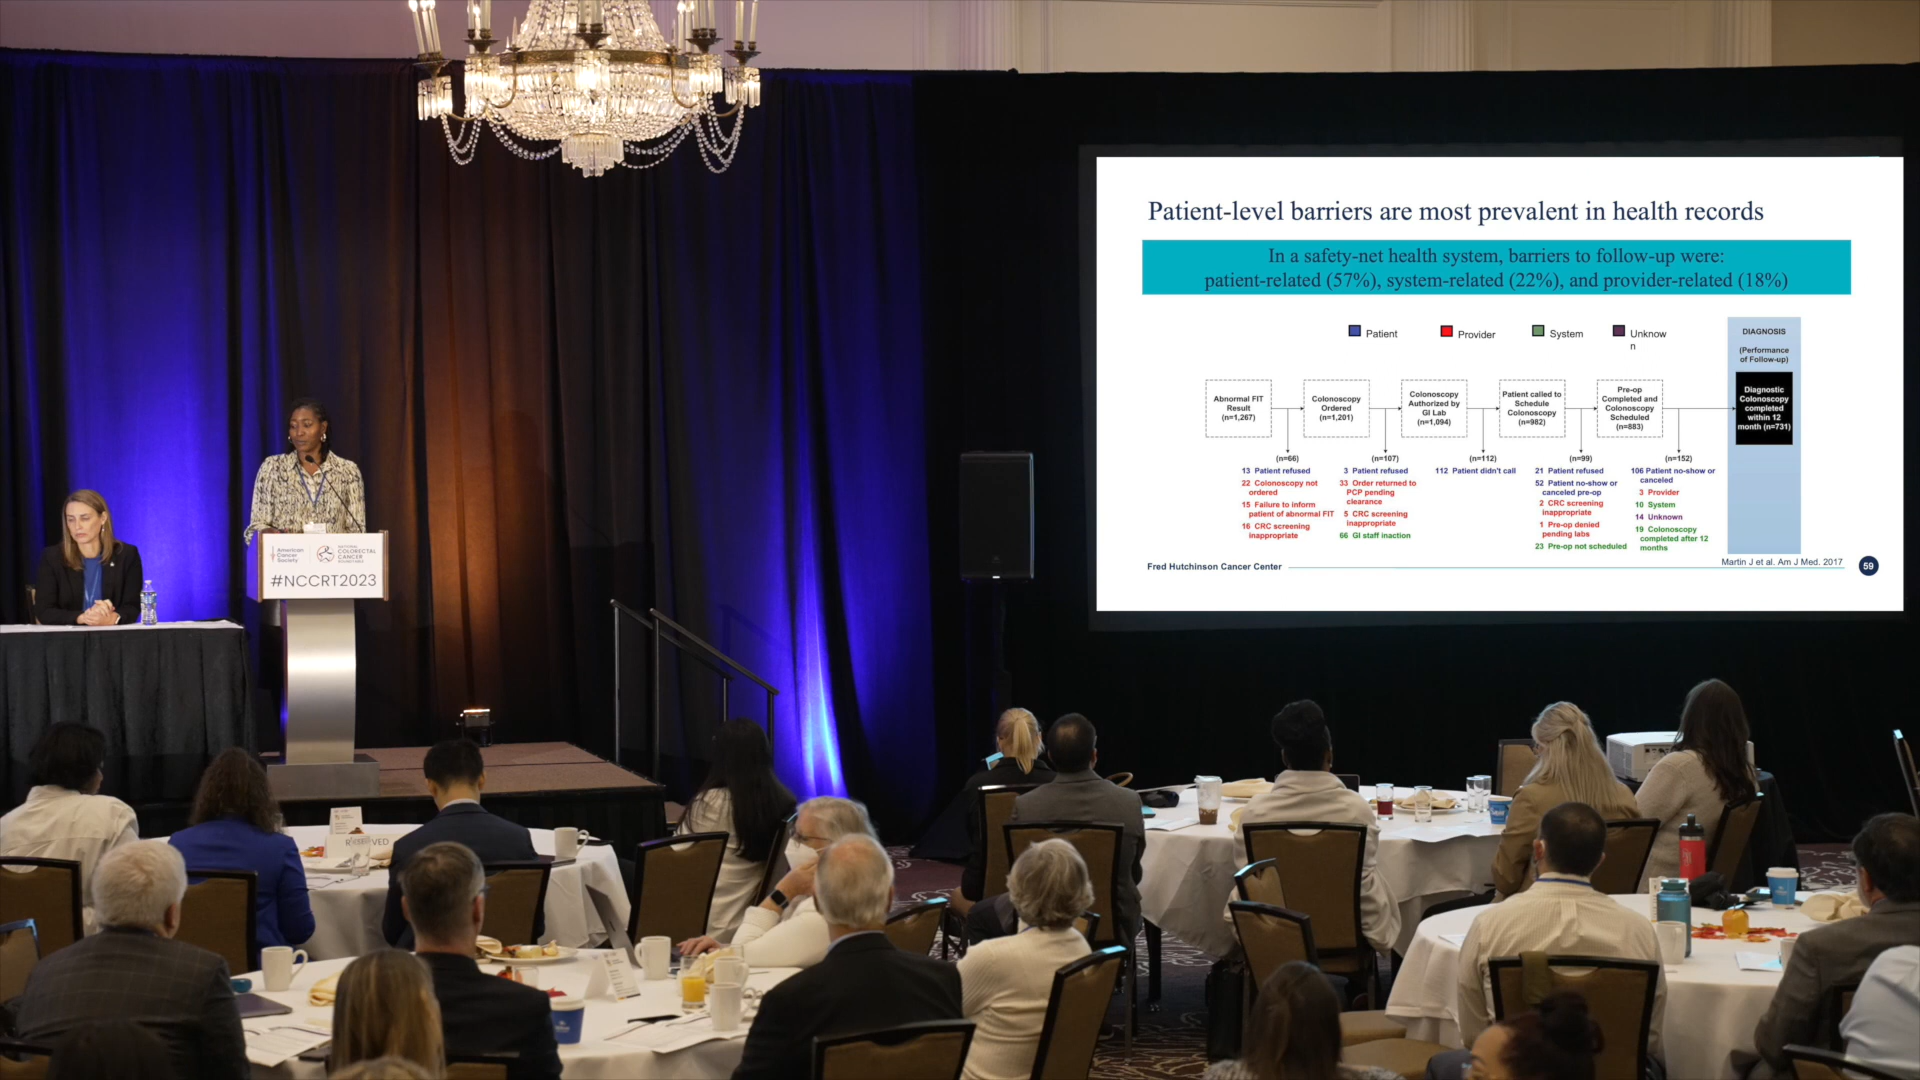 Patient-level barriers are most prevalent in health records
In a safety-net health system, barriers to follow-up were:
patient-related (57%), system-related (22%), and provider-related (18%)
Patient
Provider
System
Unknow
n
DIAGNOSIS
(Performance
of Follow-up)
Abnormal FIT
Result
(n=1,267)
Colonoscopy
Ordered
(n=1,201)
Colonoscopy
Authorized by
GI Lab
(n=1,094)
Patient called to
Schedule
Colonoscopy
(n=982)
Pre-op
Completed and
Colonoscopy
Scheduled
(n=883)
Diagnostic
Colonoscopy
completed
within 12
month (n=731)
(n=66)
13 Patient refused
22 Colonoscopy not
ordered
15 Failure to inform
patient of abnormal FIT
16 CRC screening
inappropriate
(n=107)
3 Patient refused
33 Order returned to
PCP pending
clearance
5 CRC screening
inappropriate
66 GI staff inaction
(n=112)
112 Patient didn't call
(n=99)
21 Patient refused
52 Patient no-show or
canceled pre-op
2 CRC screening
inappropriate
1 Pre-op denied
pending labs
23 Pre-op not scheduled
(n=152)
106 Patient no-show or
canceled
3 Provider
10 System
14 Unknown
19 Colonoscopy
completed after 12
months
Martin J et al. Am J Med. 2017
Fred Hutchinson Cancer Center
59
American
Cancer
Society
NATIONAL
COLORECTAL
CANCER
ROUNDTABLE
#NCCRT2023